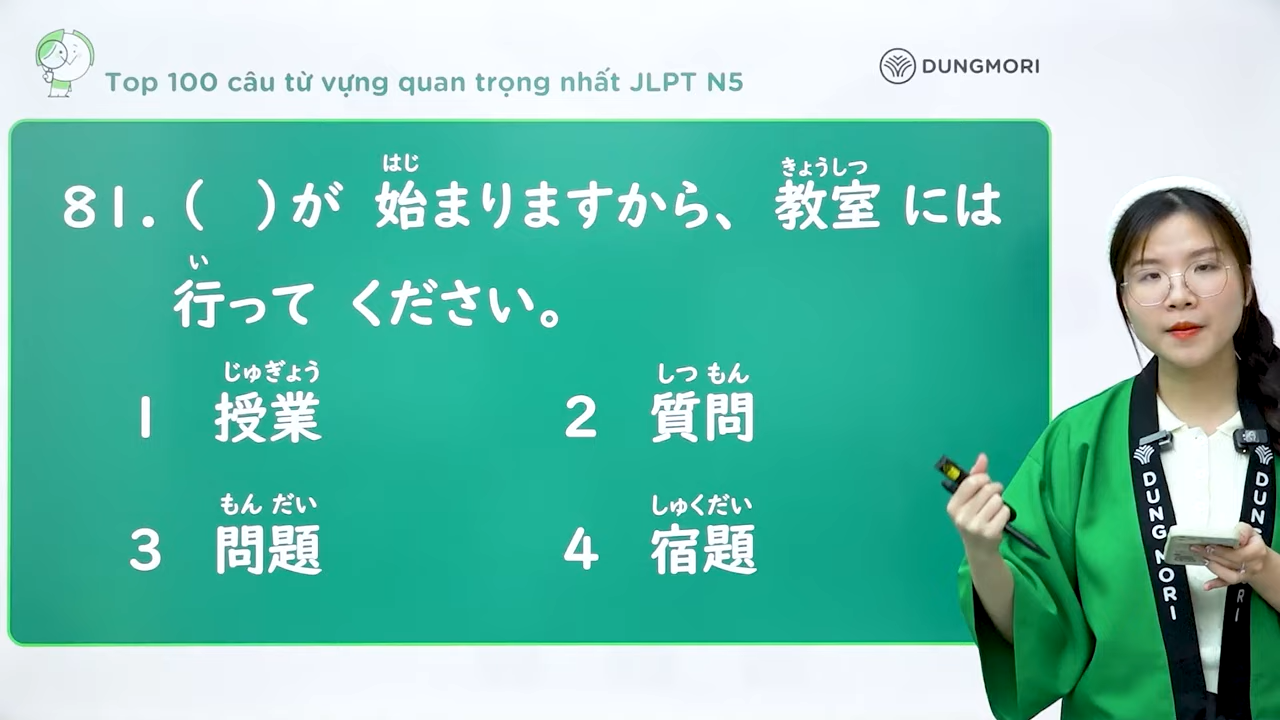 Top 100 câu từ vựng quan trọng nhất JLPT N5
DUNGMORI
はじ きょうしつ
81. ( )が 始まりますから、 教室 には
い
行って ください。
じゅぎょう しつ もん
1 授業 2 質問
もん だい しゅくだい
3 問題 4 宿題
DUNGMORI
DUNG
RI